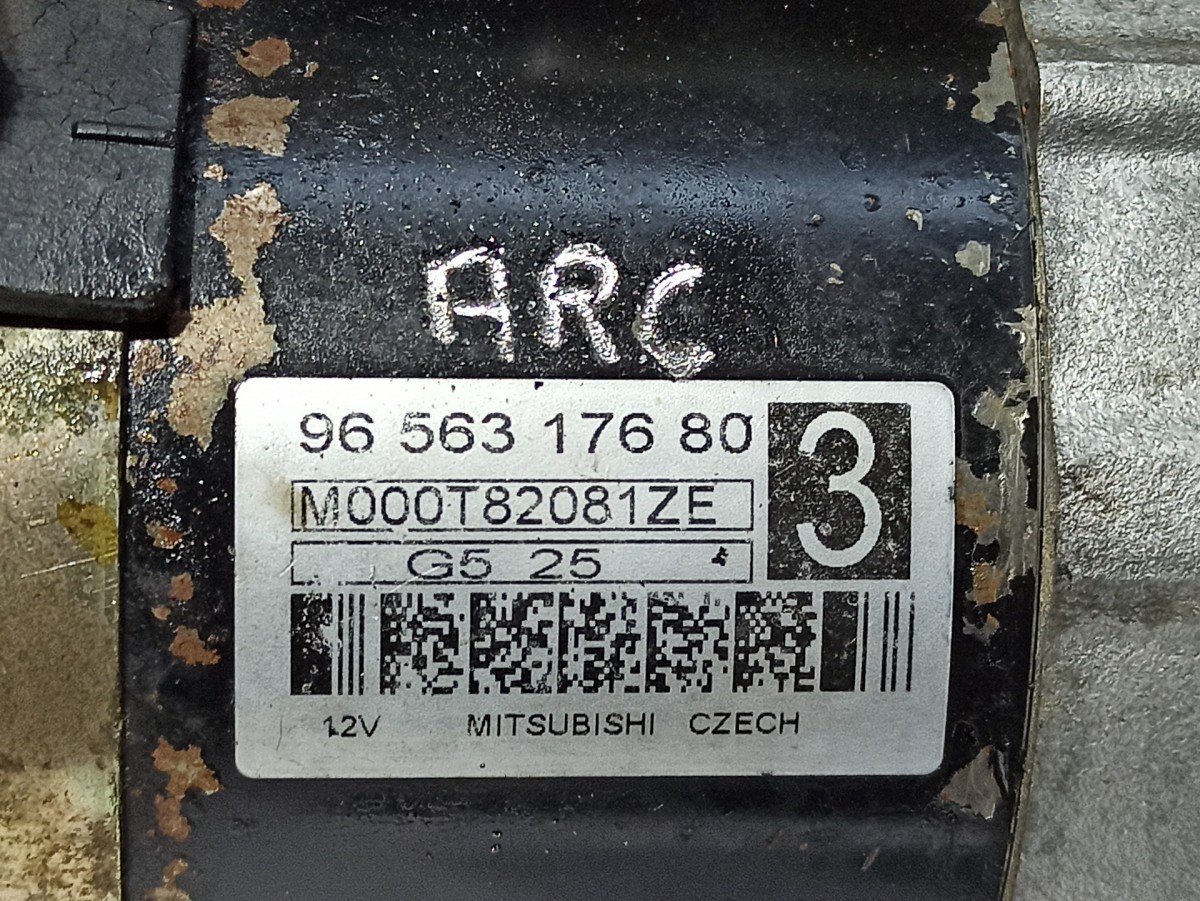 ARC
96 563 176 80
3
M000T82081ZE
G5 25
12V MITSUBISHI CZECH